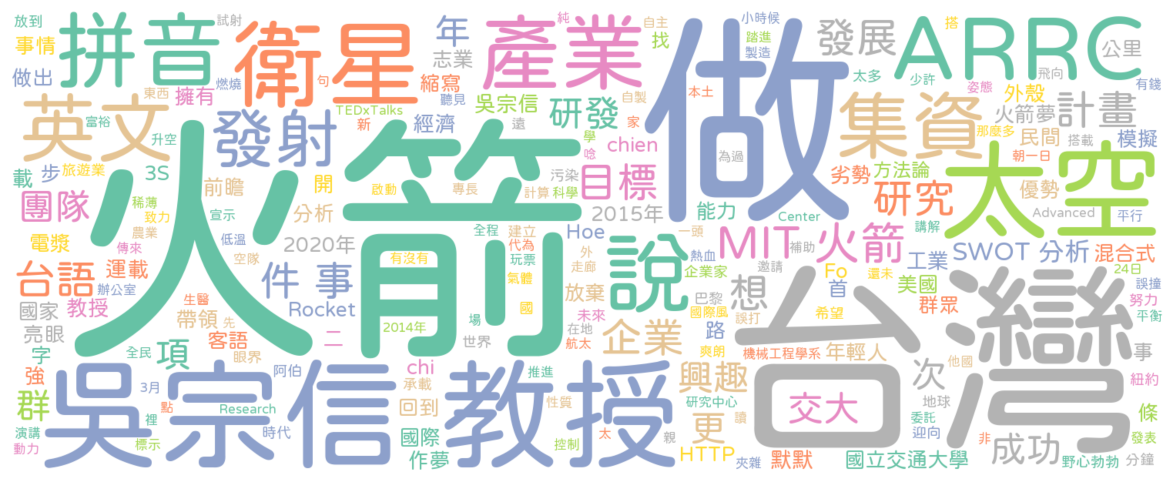 放到
拼音
試射
衛星
年
志業
產業
純
找
自主
小時候
踏進
製造
做
發展
搭
ARRC
公里
事情
做出
東西
燃燒
擁有
句
聽見
縮寫
TEDxTalks
吳宗信
自製
研發
本土
太多
少許
姿態
飛向
有錢
英文
富裕
升空
發射
新
經濟
遠
學
家
集資
外殼
火箭夢
計畫
那麼多
民間
搭載
模擬
載
步
旅遊業
3S
前瞻
開
啟動
專長
污染
唸
chien
計算
科學
目標
為過
劣勢
方法論
朝一日
太空
優勢
團隊
稀薄
致力
宣示
分析
火箭
全程
建立
2015年
能力
Center
研究
講解
Advanced
平行
電漿
農業
傳來
低溫
2020年
代為
玩票
外
一頭
Hoe
熱血
MIT 火箭
補助
SWOT 分析
混合式
台語
運載
空隊
件 事
有沒有
氣體
走廊
說
企業家
邀請
Fo
還未
工業
24日
誤撞
國家
教授
辦公室
生醫
Rocket
國
放棄
未來
巴黎
國際風
想
首
美國
努力
亮眼
帶領
先
2014年
場
在地
誤打
希望
群眾
平衡
台灣
字
全民
項
客語
眼界
二
世界
航太
企業
路
爽朗
機械工程學系
年輕人
他國
事
強
3月
阿伯
chi
推進
興趣
次
地球
紐約
群
點
裡
吳宗信
Research
承載
回到
教授
性質
研究中心
更
讀
交大
委託
條
演講
動力
標示
時代
國際
作夢
控制
太
親
HTTP
夾雜
默默
迎向
非
成功
發表
國立交通大學
野心勃勃
分鐘